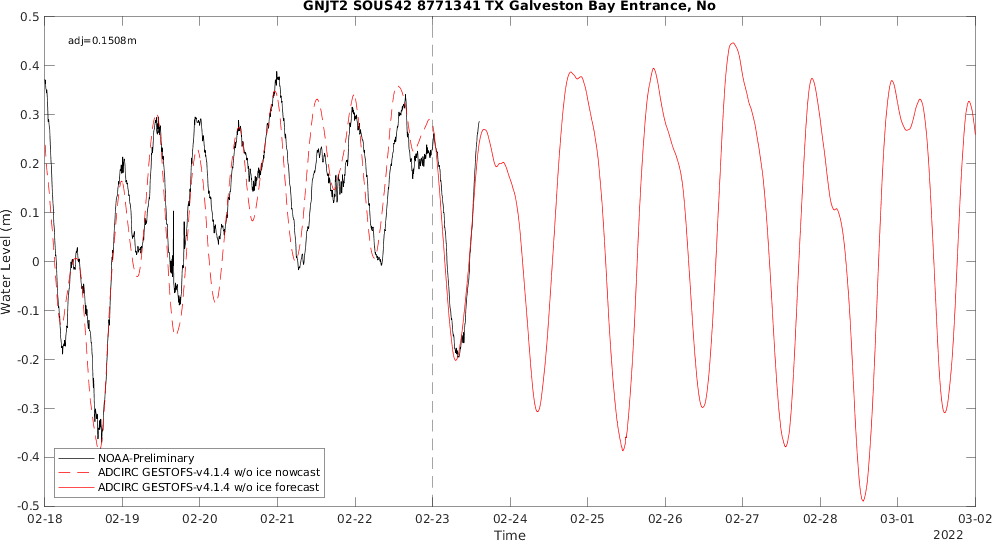 GNJT2 SOUS42 8771341 TX Galveston Bay Entrance, No
adj=0.1508m
0.5
0.4
0.3
0.2
0.1
0
-0.1
-0.2
-0.3
-0.4
-0.5
Water Level (m)
NOAA-Preliminary
ADCIRC GESTOFS-v4.1.4 w/o ice nowcast
ADCIRC GESTOFS-v4.1.4 w/o ice forecast
02-18 02-19 02-20 02-21 02-22 02-23 02-24 02-25 02-26 02-27 02-28 03-01 03-02
Time
2022